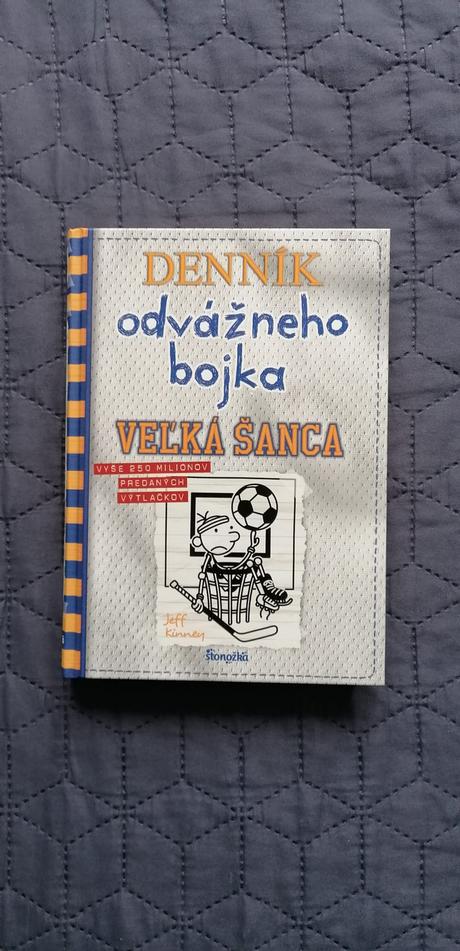 DENNÍK
odvážneho
bojka
VEĽKÁ ŠANCA
VYŠE 250 MILIÓNOV
PREDANÝCH
VÝTLAČKOV
Jeff
Kinney
stonožka